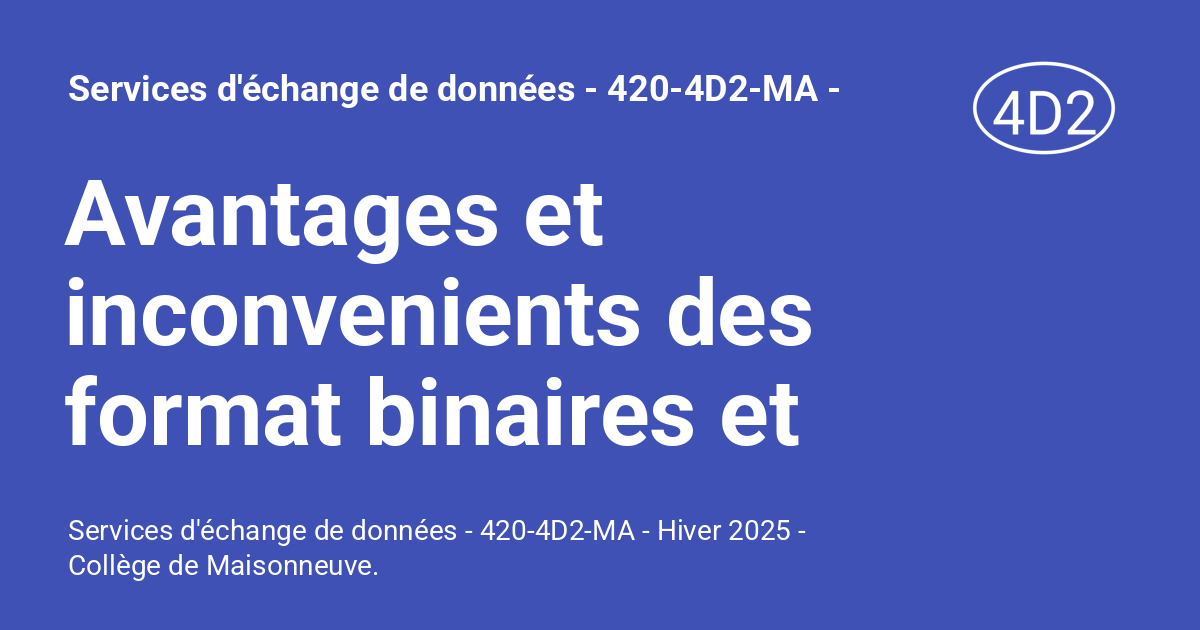 Services d'échange de données - 420-4D2-MA -
4D2
Avantages et
inconvenients des
format binaires et
Services d'échange de données - 420-4D2-MA - Hiver 2025 -
Collège de Maisonneuve.